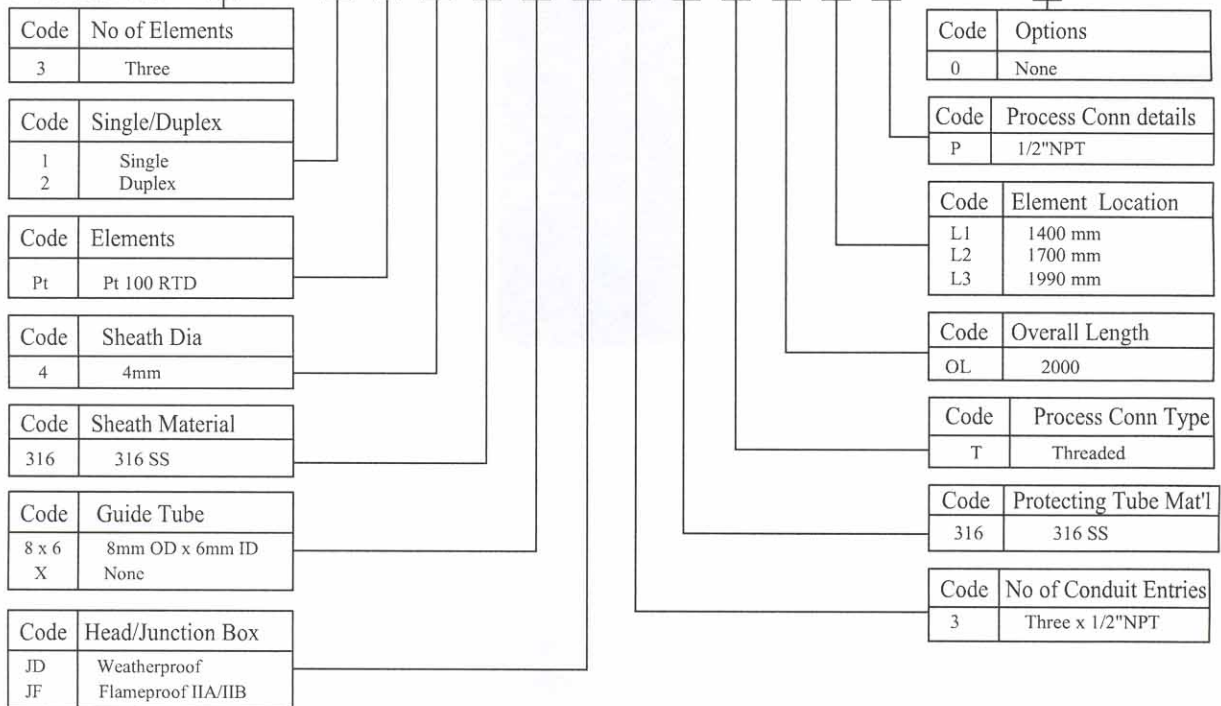 Code No of Elements
3 Three
Code Single/Duplex
1 Single
2 Duplex
Code Elements
Pt Pt 100 RTD
Code Sheath Dia
4 4mm
Code Sheath Material
316 316 SS
Code Guide Tube
8 x 6 8mm OD x 6mm ID
X None
Code Head/Junction Box
JD Weatherproof
JF Flameproof IIA/IIB
Code Options
0 None
Code Process Conn details
P 1/2"NPT
Code Element Location
L1 1400 mm
L2 1700 mm
L3 1990 mm
Code Overall Length
OL 2000
Code Process Conn Type
T Threaded
Code Protecting Tube Mat'l
316 316 SS
Code No of Conduit Entries
3 Three x 1/2"NPT